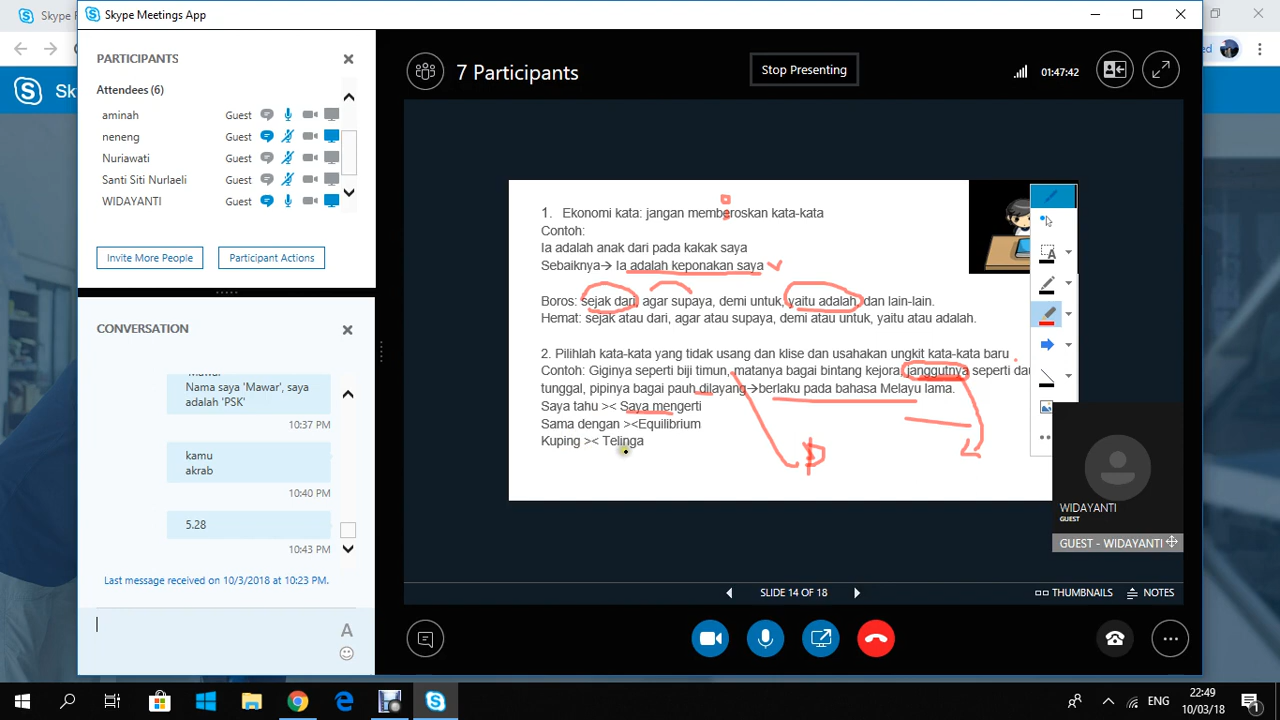 Skype
Skype Meetings App
Sky
ed
PARTICIPANTS
Attendees (6)
aminah Guest
neneng Guest
Nuriawati Guest
Santi Siti Nurlaeli Guest
WIDAYANTI Guest
Invite More People
Participant Actions
CONVERSATION
Nama saya 'Mawar', saya
adalah 'PSK'
10:37 PM
kamu
akrab
10:40 PM
5.28
10:43 PM
Last message received on 10/3/2018 at 10:23 PM.
A
7 Participants
Stop Presenting
01:47:42
1. Ekonomi kata: jangan memberoskan kata-kata
Contoh:
Ia adalah anak dari pada kakak saya
Sebaiknya→ Ia adalah keponakan saya
Boros: sejak dari, agar supaya, demi untuk, yaitu adalah, dan lain-lain.
Hemat: sejak atau dari, agar atau supaya, demi atau untuk, yaitu atau adalah.
2. Pilihlah kata-kata yang tidak usang dan klise dan usahakan ungkit kata-kata baru
Contoh: Giginya seperti biji timun, matanya bagai bintang kejora, janggutnya seperti dau
tunggal, pipinya bagai pauh dilayang→berlaku pada bahasa Melayu lama.
Saya tahu >< Saya mengerti
Sama dengan ><Equilibrium
Kuping >< Telinga
A
WIDAYANTI
GUEST
GUEST - WIDAYANTI
SLIDE 14 OF 18
THUMBNAILS
NOTES
ENG
22:49
10/03/18
1